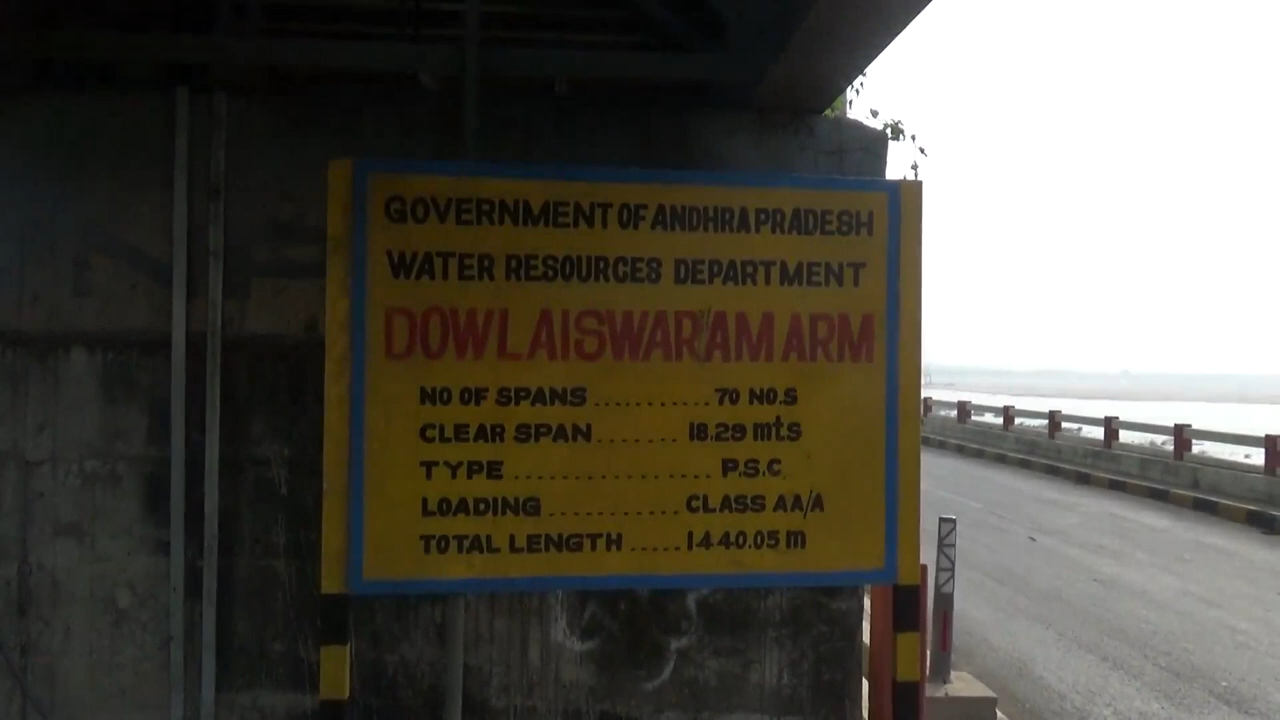 GOVERNMENT OF ANDHRA PRADESH
WATER RESOURCES DEPARTMENT
DOWLAISWARAM ARM
NO OF SPANS ........... 70 NO.S
CLEAR SPAN ....... 18.29 mts
TYPE ................. P.S.C.
LOADING ........... CLASS AA/A
TOTAL LENGTH ..... 1440.05 m